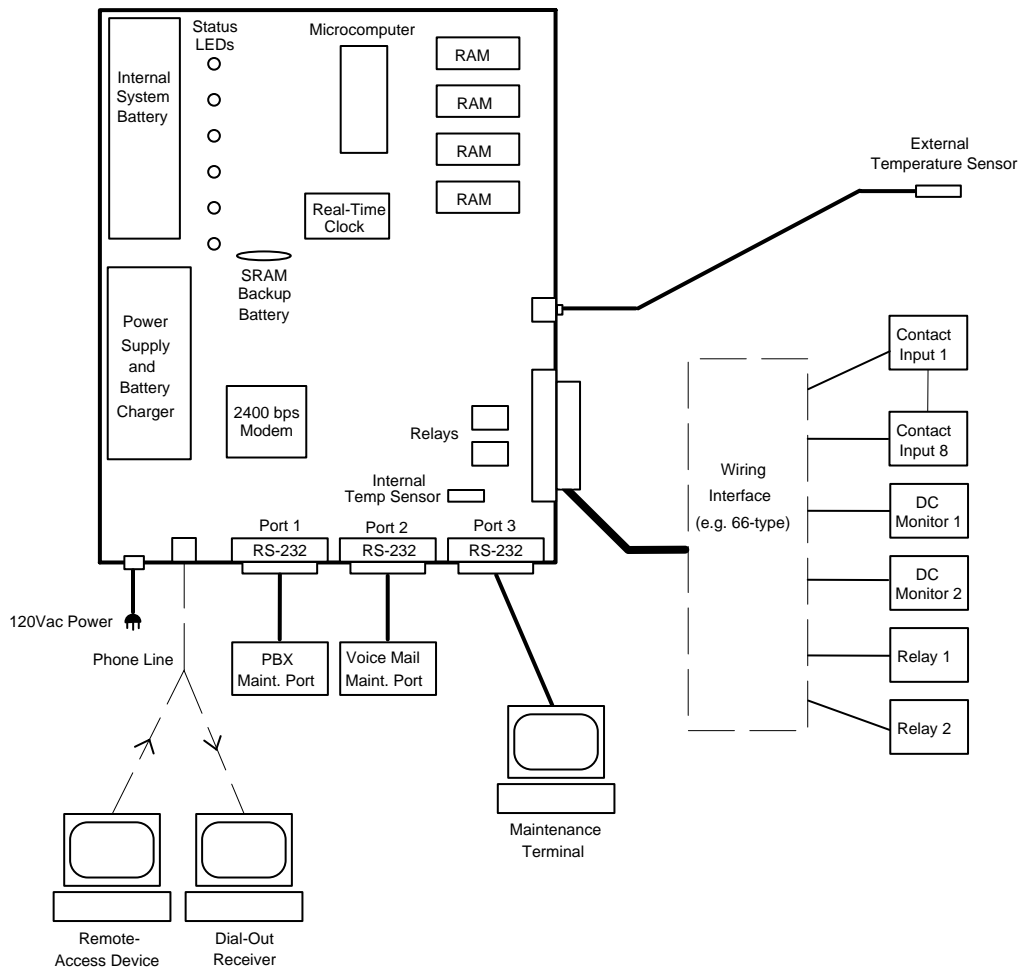 Status
LEDs
Microcomputer
Internal
System
Battery
RAM
RAM
RAM
RAM
Real-Time
Clock
SRAM
Backup
Battery
Power
Supply
and
Battery
Charger
2400 bps
Modem
Relays
Internal
Temp Sensor
Port 1
RS-232
Port 2
RS-232
Port 3
RS-232
External
Temperature Sensor
Wiring
Interface
(e.g. 66-type)
Contact
Input 1
Contact
Input 8
DC
Monitor 1
DC
Monitor 2
Relay 1
Relay 2
120Vac Power
Phone Line
PBX
Maint. Port
Voice Mail
Maint. Port
Maintenance
Terminal
Remote-
Access Device
Dial-Out
Receiver